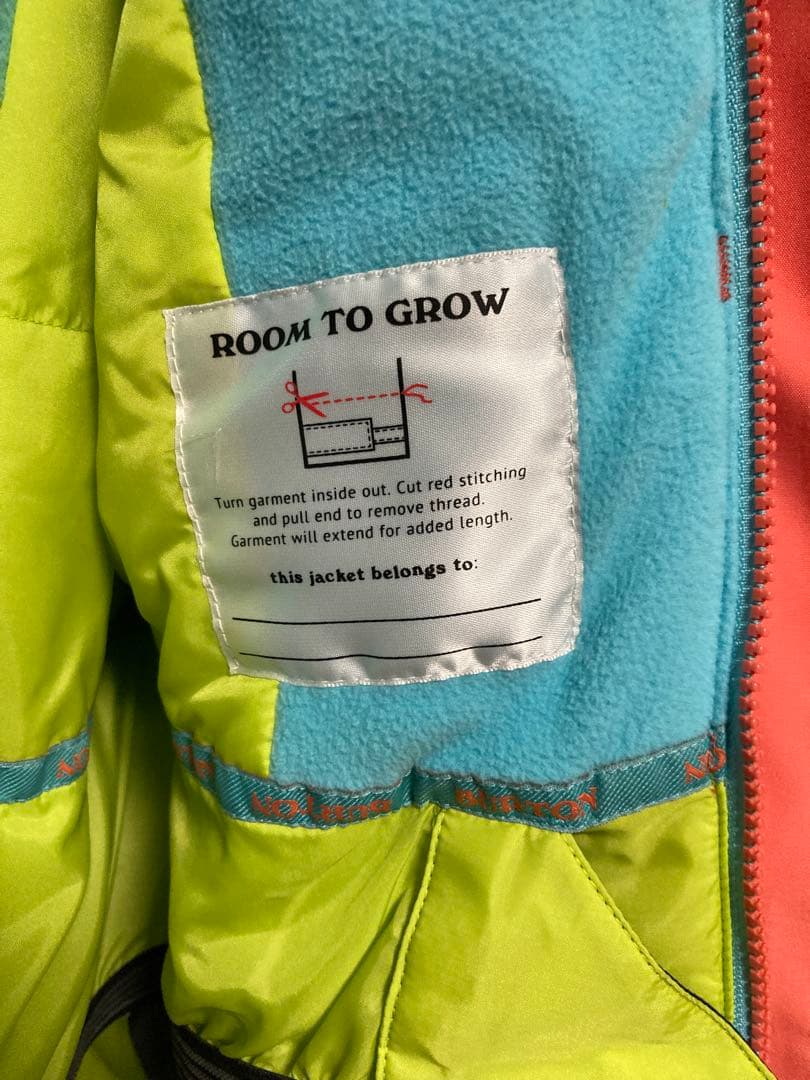 ROOM TO GROW
Turn garment inside out. Cut red stitching
and pull end to remove thread.
Garment will extend for added length.
this jacket belongs to:
BURTON BURTON